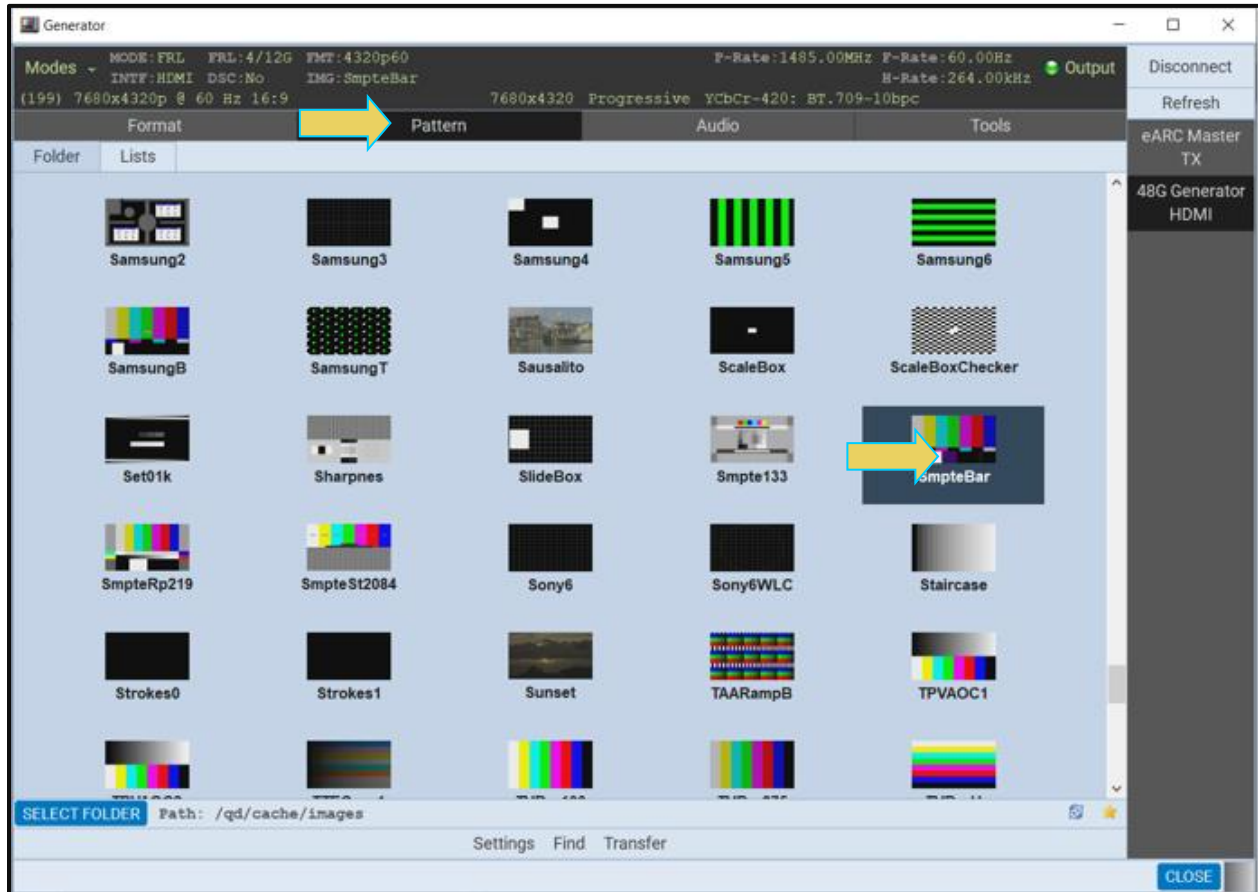 Generator
Modes MODE:FRL FRL:4/12G FMT:4320p60 P-Rate:1485.00MHz F-Rate:60.00Hz Output
INTF:HDMI DSC:No IMG:SmpteBar H-Rate:264.00kHz
(199) 7680x4320p @ 60 Hz 16:9 7680x4320 Progressive YCbCr-420: BT.709-10bpc
Disconnect
Refresh
eARC Master
TX
48G Generator
HDMI
Format Pattern Audio Tools
Folder Lists
Samsung2 Samsung3 Samsung4 Samsung5 Samsung6
SamsungB SamsungT Sausalito ScaleBox ScaleBoxChecker
Set01k Sharpnes SlideBox Smpte133 SmpteBar
SmpteRp219 SmpteSt2084 Sony6 Sony6WLC Staircase
Strokes0 Strokes1 Sunset TAARampB TPVAOC1
SELECT FOLDER Path: /qd/cache/images
Settings Find Transfer
CLOSE